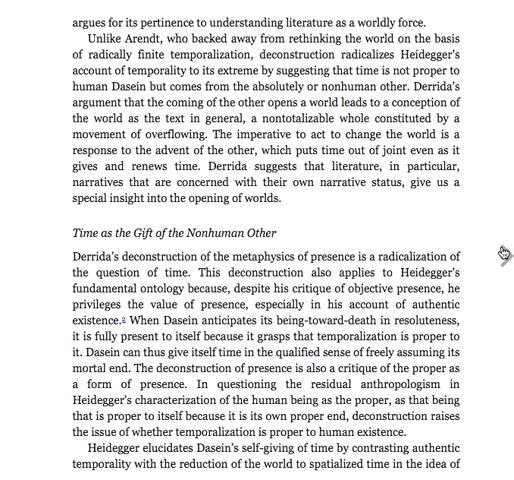 argues for its pertinence to understanding literature as a worldly force.
Unlike Arendt, who backed away from rethinking the world on the basis
of radically finite temporalization, deconstruction radicalizes Heidegger's
account of temporality to its extreme by suggesting that time is not proper to
human Dasein but comes from the absolutely or nonhuman other. Derrida's
argument that the coming of the other opens a world leads to a conception of
the world as the text in general, a nontotalizable whole constituted by a
movement of overflowing. The imperative to act to change the world is a
response to the advent of the other, which puts time out of joint even as it
gives and renews time. Derrida suggests that literature, in particular,
narratives that are concerned with their own narrative status, give us a
special insight into the opening of worlds.
Time as the Gift of the Nonhuman Other
Derrida's deconstruction of the metaphysics of presence is a radicalization of
the question of time. This deconstruction also applies to Heidegger's
fundamental ontology because, despite his critique of objective presence, he
privileges the value of presence, especially in his account of authentic
existence.2 When Dasein anticipates its being-toward-death in resoluteness,
it is fully present to itself because it grasps that temporalization is proper to
it. Dasein can thus give itself time in the qualified sense of freely assuming its
mortal end. The deconstruction of presence is also a critique of the proper as
a form of presence. In questioning the residual anthropologism in
Heidegger's characterization of the human being as the proper, as that being
that is proper to itself because it is its own proper end, deconstruction raises
the issue of whether temporalization is proper to human existence.
Heidegger elucidates Dasein's self-giving of time by contrasting authentic
temporality with the reduction of the world to spatialized time in the idea of